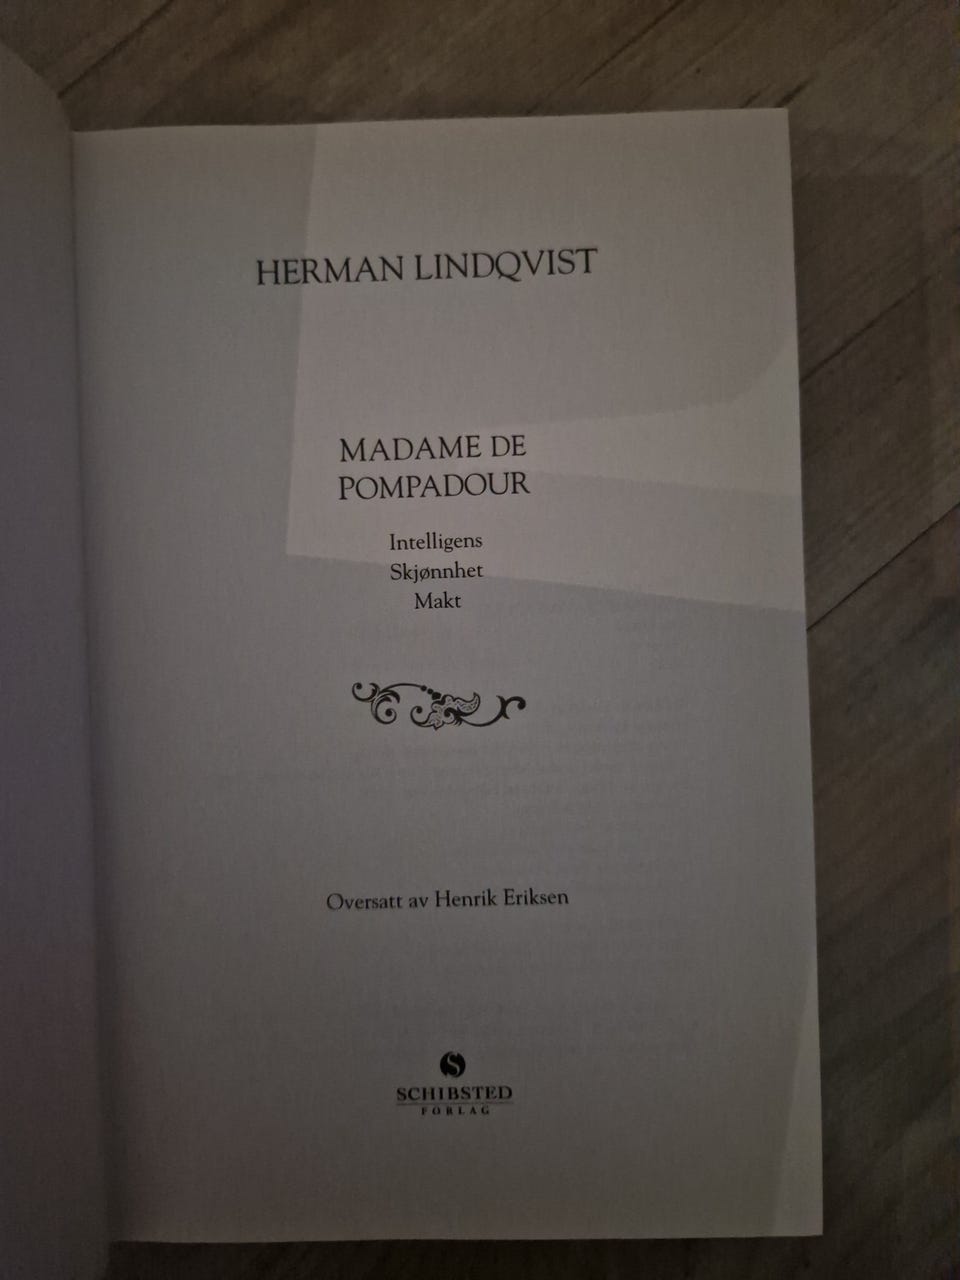 HERMAN LINDQVIST
MADAME DE
POMPADOUR
Intelligens
Skjønnhet
Makt
Oversatt av Henrik Eriksen
S
SCHIBSTED
FORLAG